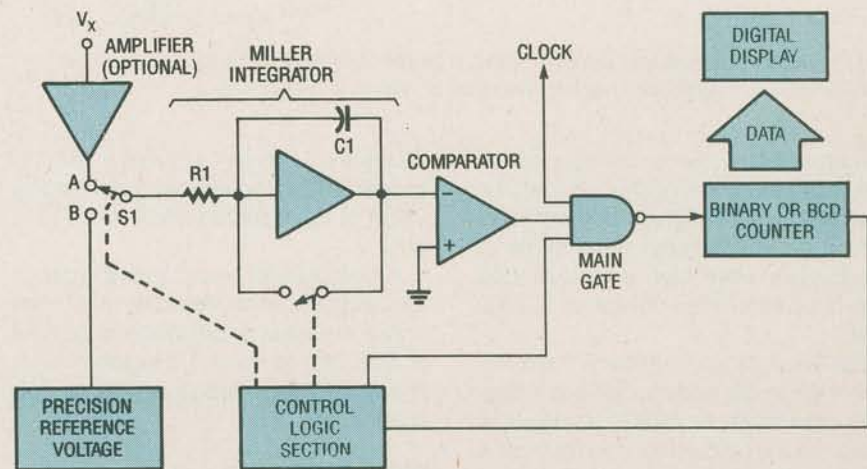 Vx
AMPLIFIER
(OPTIONAL)
MILLER
INTEGRATOR
CLOCK
DIGITAL
DISPLAY
DATA
C1
R1
COMPARATOR
A
B
S1
−
+
MAIN
GATE
BINARY OR BCD
COUNTER
PRECISION
REFERENCE
VOLTAGE
CONTROL
LOGIC
SECTION